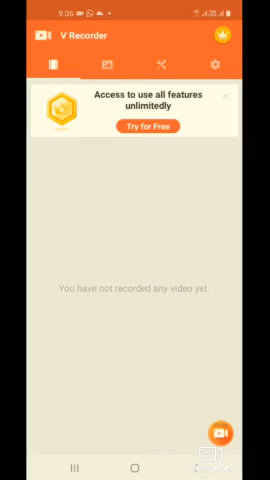 9:36
V Recorder
Access to use all features
unlimitedly
Try for Free
You have not recorded any video yet